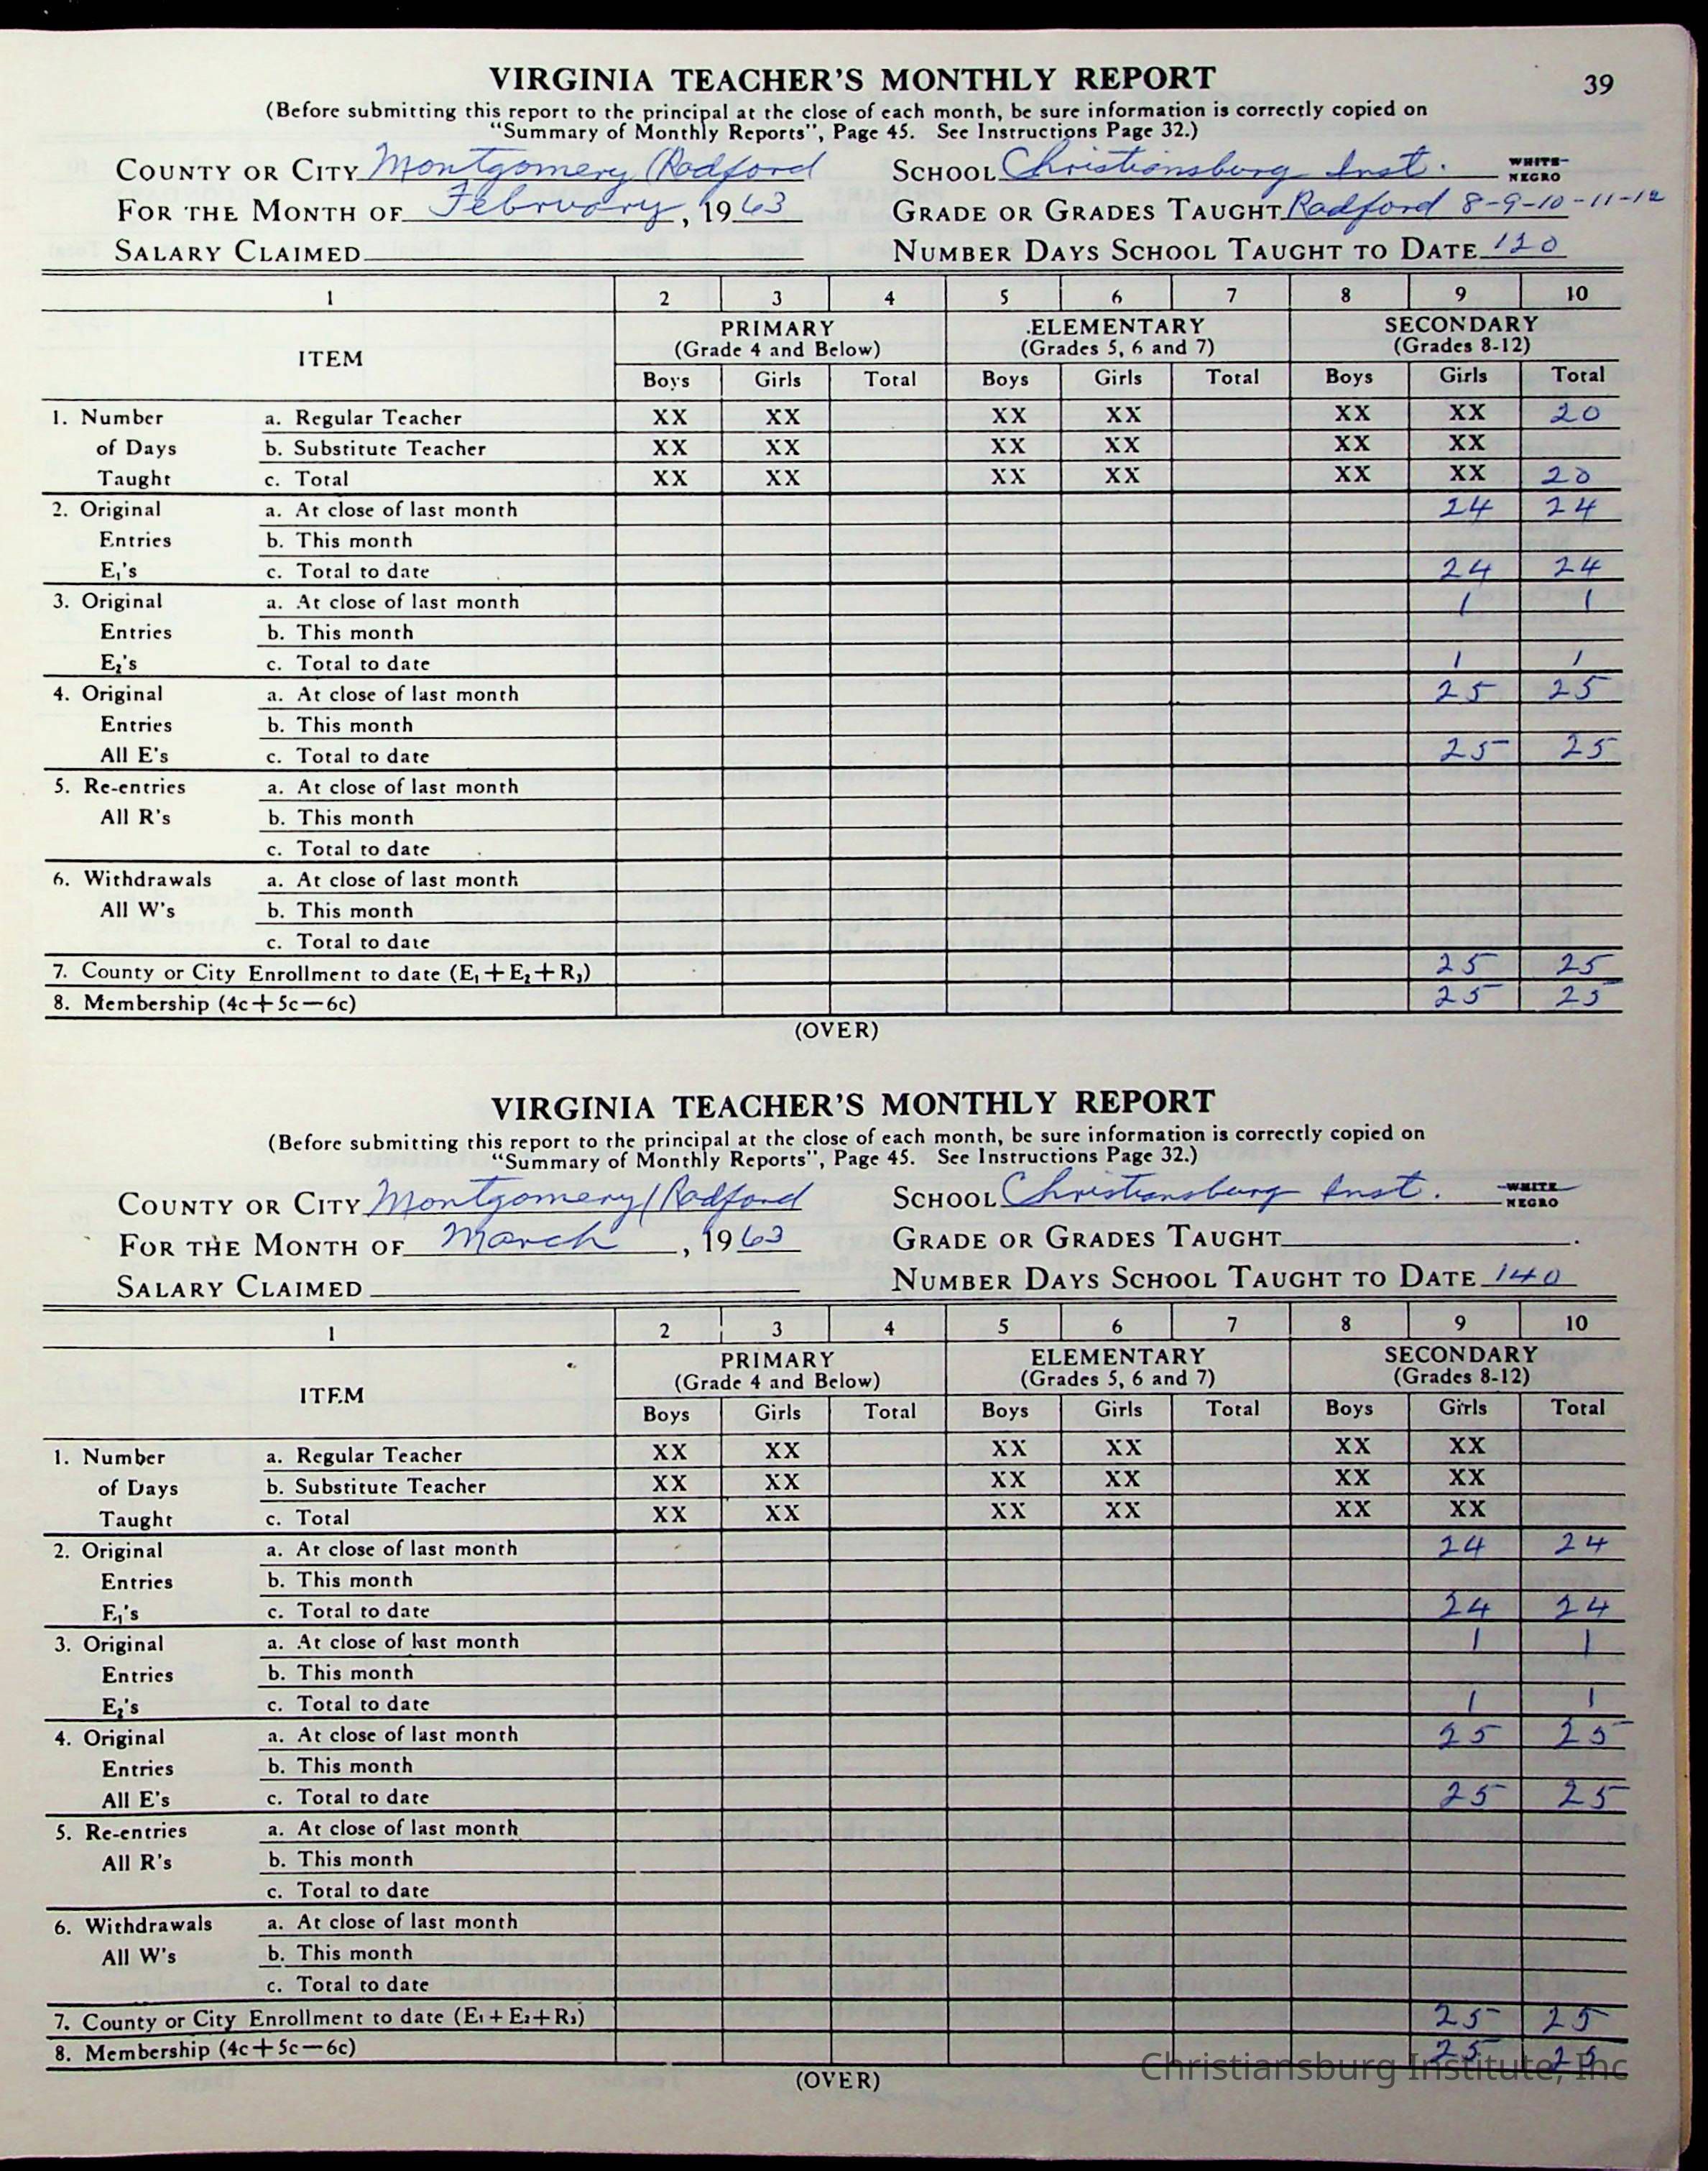 39
VIRGINIA TEACHER'S MONTHLY REPORT
(Before submitting this report to the principal at the close of each month, be sure information is correctly copied on
"Summary of Monthly Reports", Page 45. See Instructions Page 32.)
COUNTY OR CITY Montgomery (Radford SCHOOL Christiansburg Inst. WHITE NEGRO
FOR THE MONTH OF February, 1963 GRADE OR GRADES TAUGHT Radford 8-9-10-11-12
SALARY CLAIMED NUMBER DAYS SCHOOL TAUGHT TO DATE 120
1 2 3 4 5 6 7 8 9 10
ITEM PRIMARY (Grade 4 and Below) ELEMENTARY (Grades 5, 6 and 7) SECONDARY (Grades 8-12)
Boys Girls Total Boys Girls Total Boys Girls Total
1. Number a. Regular Teacher XX XX XX XX XX XX 20
of Days b. Substitute Teacher XX XX XX XX XX XX
Taught c. Total XX XX XX XX XX XX 20
2. Original a. At close of last month 24 24
Entries b. This month
E1's c. Total to date 24 24
3. Original a. At close of last month 1 1
Entries b. This month
E2's c. Total to date 1 1
4. Original a. At close of last month 25 25
Entries b. This month
All E's c. Total to date 25 25
5. Re-entries a. At close of last month
All R's b. This month
c. Total to date
6. Withdrawals a. At close of last month
All W's b. This month
c. Total to date
7. County or City Enrollment to date (E1+E2+R3) 25 25
8. Membership (4c+5c—6c) 25 25
(OVER)
VIRGINIA TEACHER'S MONTHLY REPORT
(Before submitting this report to the principal at the close of each month, be sure information is correctly copied on
"Summary of Monthly Reports", Page 45. See Instructions Page 32.)
COUNTY OR CITY Montgomery/Radford SCHOOL Christiansburg Inst. WHITE NEGRO
FOR THE MONTH OF March, 1963 GRADE OR GRADES TAUGHT
SALARY CLAIMED NUMBER DAYS SCHOOL TAUGHT TO DATE 140
1 2 3 4 5 6 7 8 9 10
ITEM PRIMARY (Grade 4 and Below) ELEMENTARY (Grades 5, 6 and 7) SECONDARY (Grades 8-12)
Boys Girls Total Boys Girls Total Boys Girls Total
1. Number a. Regular Teacher XX XX XX XX XX XX
of Days b. Substitute Teacher XX XX XX XX XX XX
Taught c. Total XX XX XX XX XX XX
2. Original a. At close of last month 24 24
Entries b. This month
E1's c. Total to date 24 24
3. Original a. At close of last month 1 1
Entries b. This month
E2's c. Total to date 1 1
4. Original a. At close of last month 25 25
Entries b. This month
All E's c. Total to date 25 25
5. Re-entries a. At close of last month
All R's b. This month
c. Total to date
6. Withdrawals a. At close of last month
All W's b. This month
c. Total to date
7. County or City Enrollment to date (E1+E2+R3) 25 25
8. Membership (4c+5c—6c) 25 25
Christiansburg Institute, Inc
(OVER)